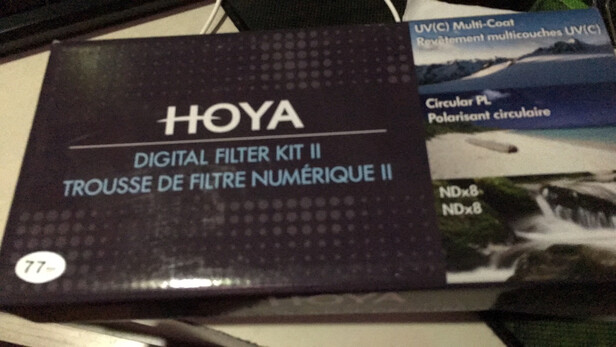 HOYA
DIGITAL FILTER KIT II
TROUSSE DE FILTRE NUMÉRIQUE II
77mm
UV(C) Multi-Coat
Revêtement multicouches UV(C)
Circular PL
Polarisant circulaire
NDx8
NDx8
HOYA